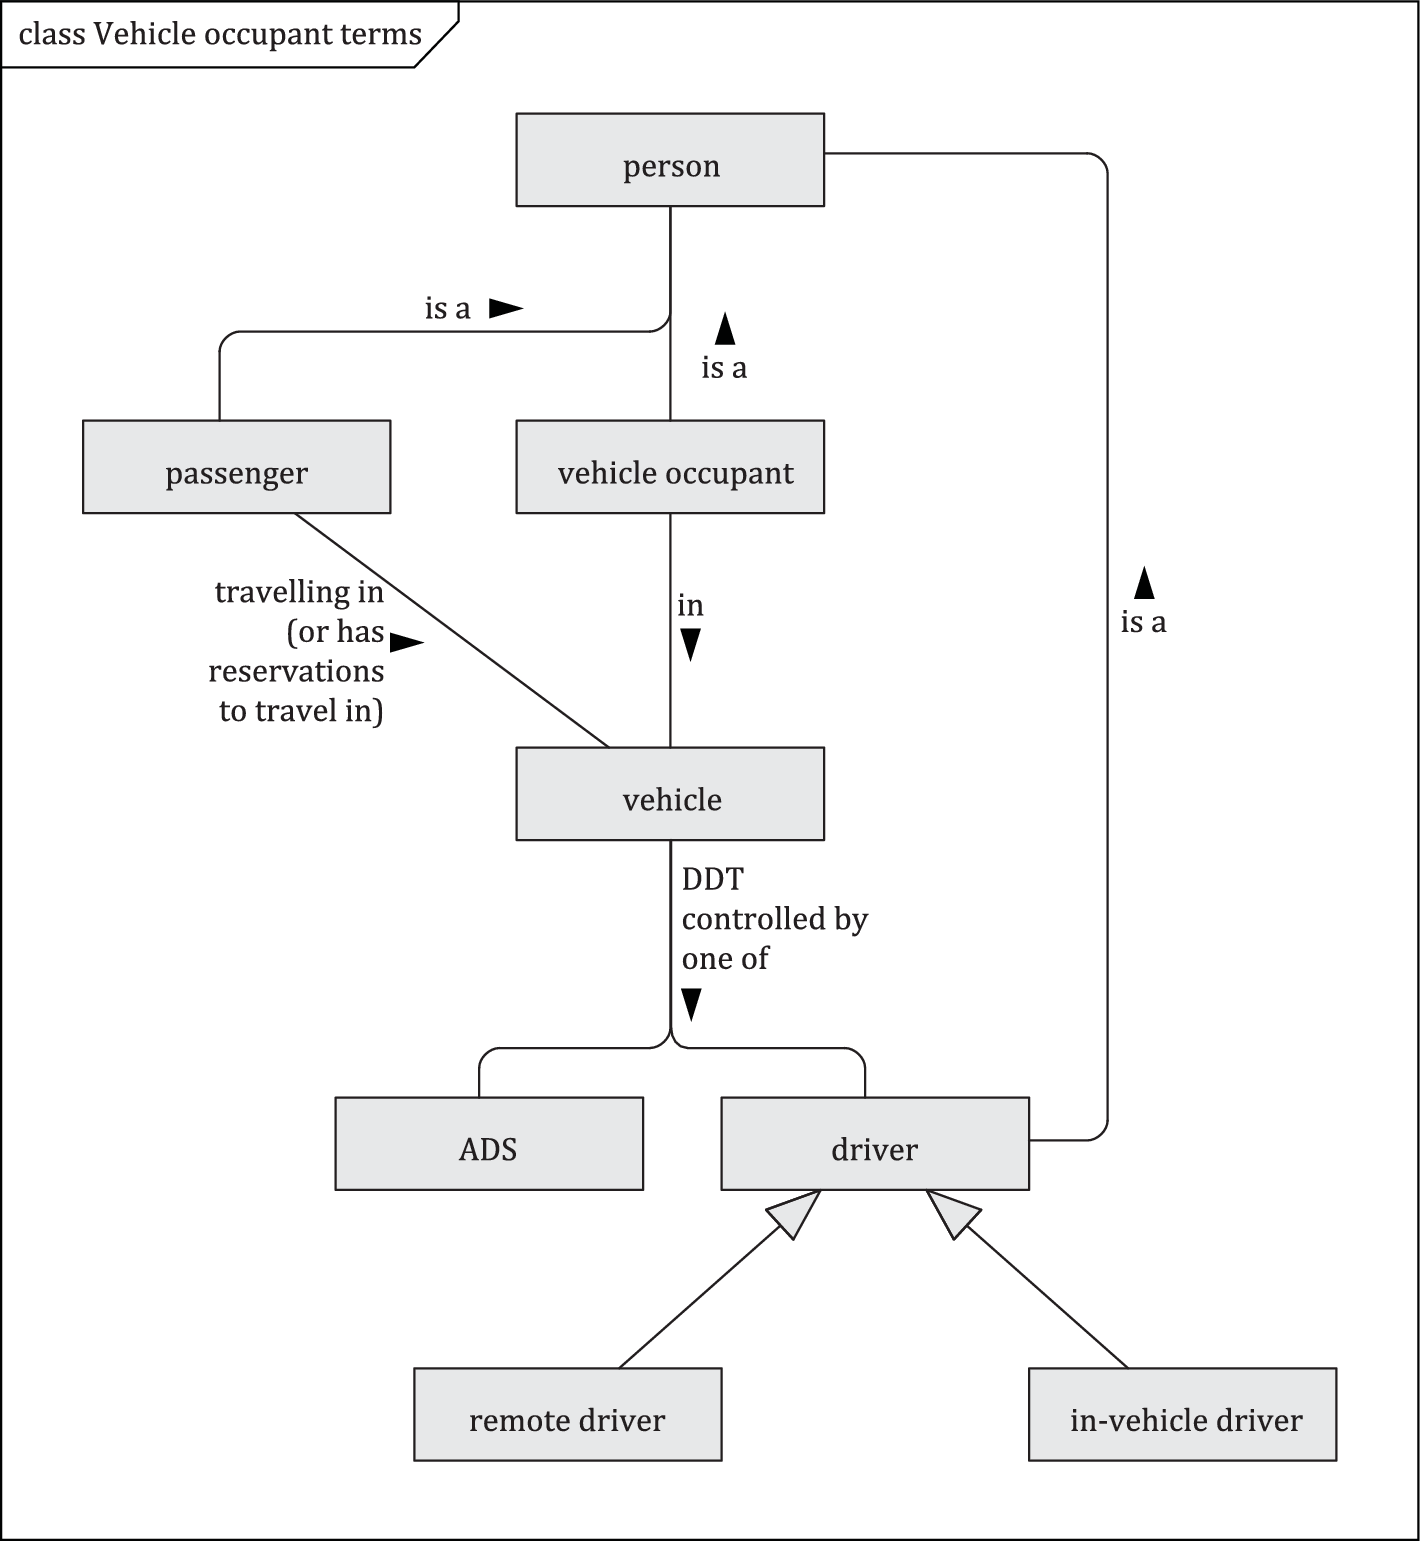 class Vehicle occupant terms
person
is a
is a
passenger
vehicle occupant
travelling in
(or has
reservations
to travel in)
in
is a
vehicle
DDT
controlled by
one of
ADS
driver
remote driver
in-vehicle driver